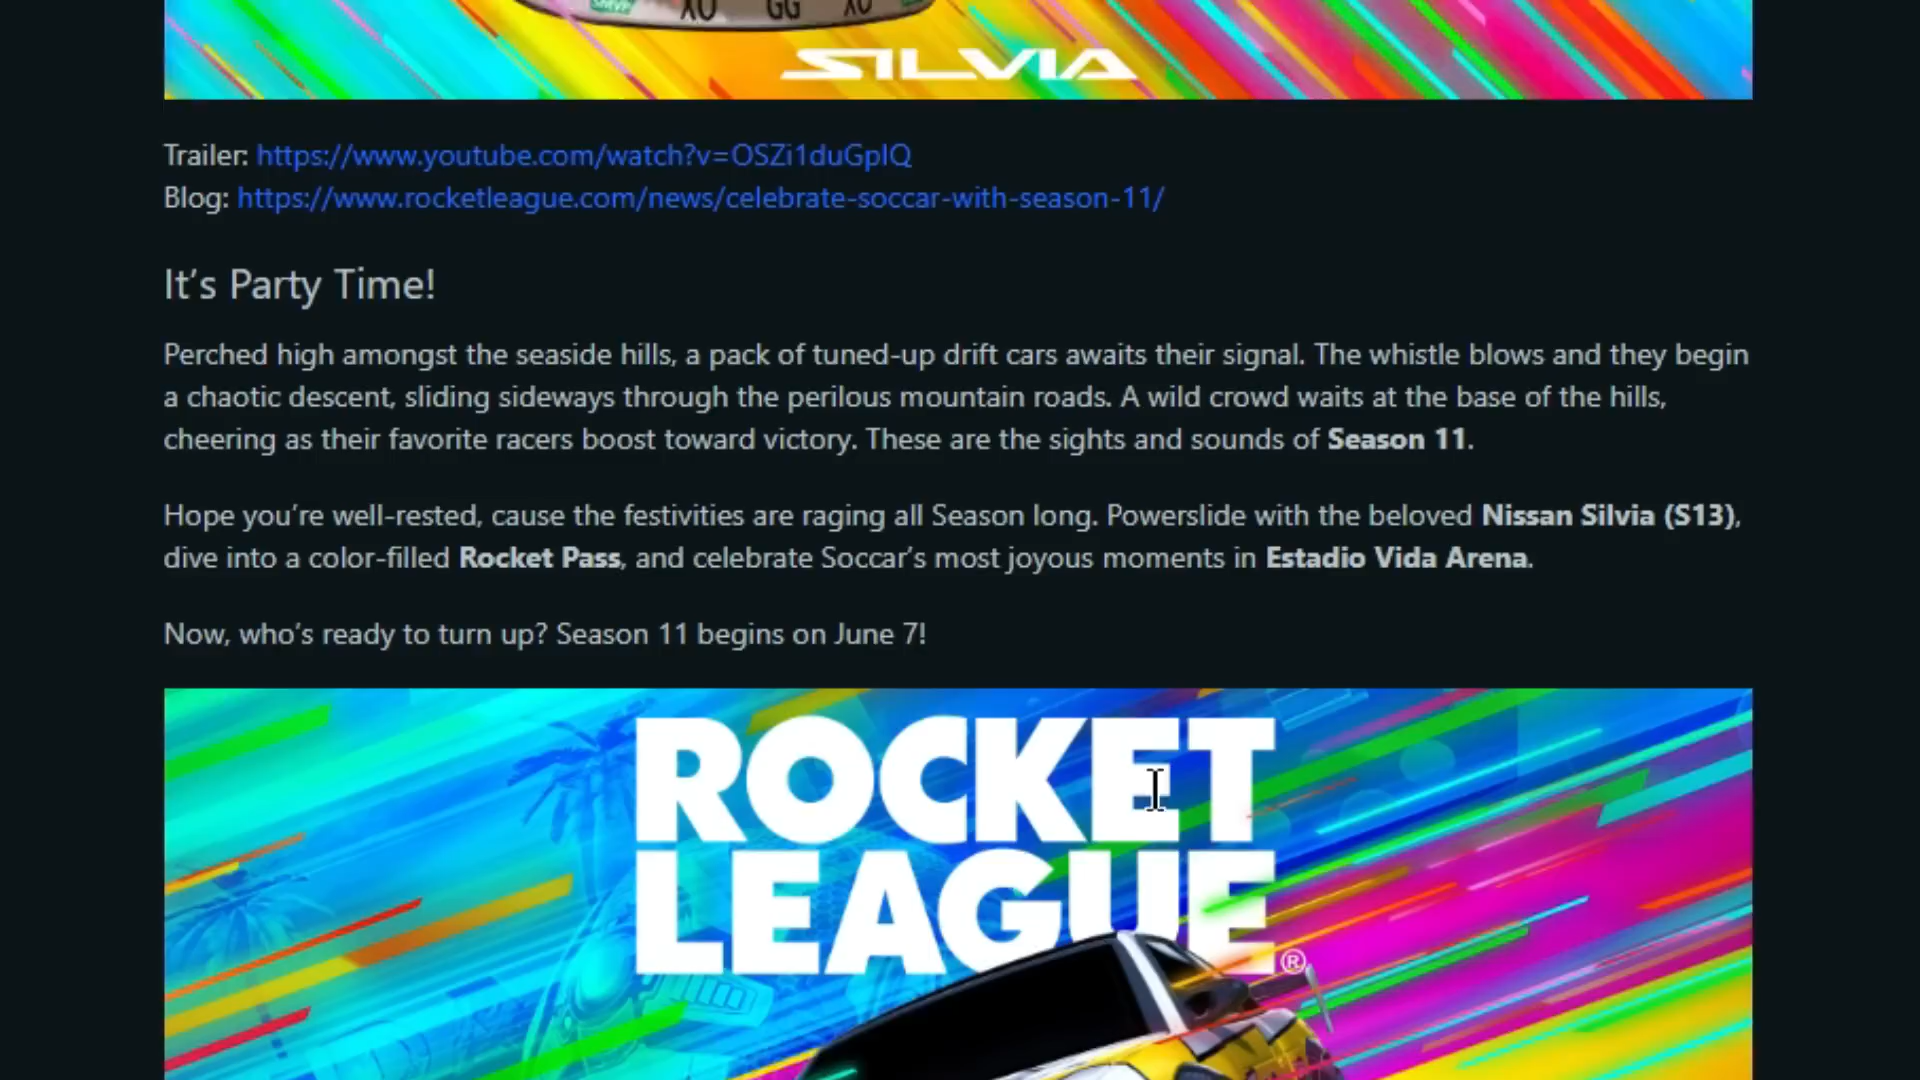 XO GG XO
SILVIA
Trailer: https://www.youtube.com/watch?v=OSZi1duGplQ
Blog: https://www.rocketleague.com/news/celebrate-soccar-with-season-11/
It’s Party Time!
Perched high amongst the seaside hills, a pack of tuned-up drift cars awaits their signal. The whistle blows and they begin
a chaotic descent, sliding sideways through the perilous mountain roads. A wild crowd waits at the base of the hills,
cheering as their favorite racers boost toward victory. These are the sights and sounds of Season 11.
Hope you’re well-rested, cause the festivities are raging all Season long. Powerslide with the beloved Nissan Silvia (S13),
dive into a color-filled Rocket Pass, and celebrate Soccar’s most joyous moments in Estadio Vida Arena.
Now, who’s ready to turn up? Season 11 begins on June 7!
ROCKET
LEAGUE®